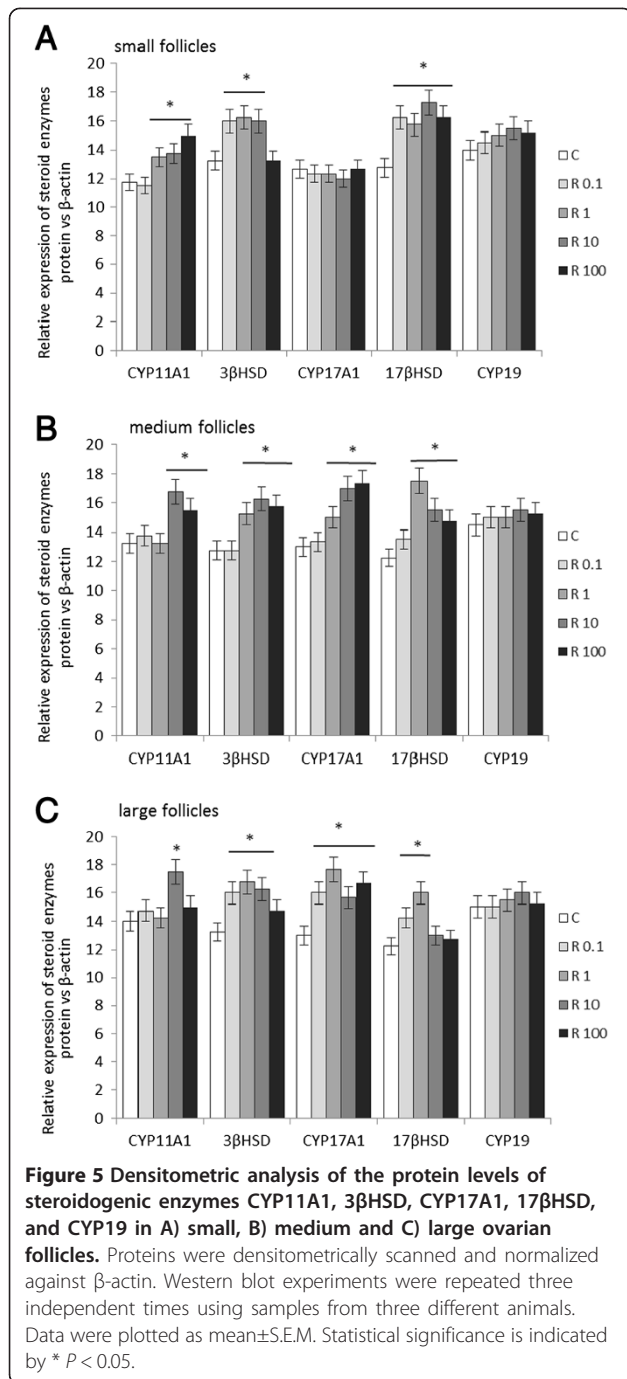 A
small follicles
Relative expression of steroid enzymes
protein vs β-actin
20
18
16
14
12
10
8
6
4
2
0
*
*
*
CYP11A1 3βHSD CYP17A1 17βHSD CYP19
C
R 0.1
R 1
R 10
R 100
B
medium follicles
Relative expression of steroid enzymes
protein vs β-actin
20
18
16
14
12
10
8
6
4
2
0
*
*
*
*
CYP11A1 3βHSD CYP17A1 17βHSD CYP19
C
R 0.1
R 1
R 10
R 100
C
large follicles
Relative expression of steroid enzymes
protein vs β-actin
20
18
16
14
12
10
8
6
4
2
0
*
*
*
*
CYP11A1 3βHSD CYP17A1 17βHSD CYP19
C
R 0.1
R 1
R 10
R 100
Figure 5 Densitometric analysis of the protein levels of
steroidogenic enzymes CYP11A1, 3βHSD, CYP17A1, 17βHSD,
and CYP19 in A) small, B) medium and C) large ovarian
follicles. Proteins were densitometrically scanned and normalized
against β-actin. Western blot experiments were repeated three
independent times using samples from three different animals.
Data were plotted as mean±S.E.M. Statistical significance is indicated
by * P < 0.05.